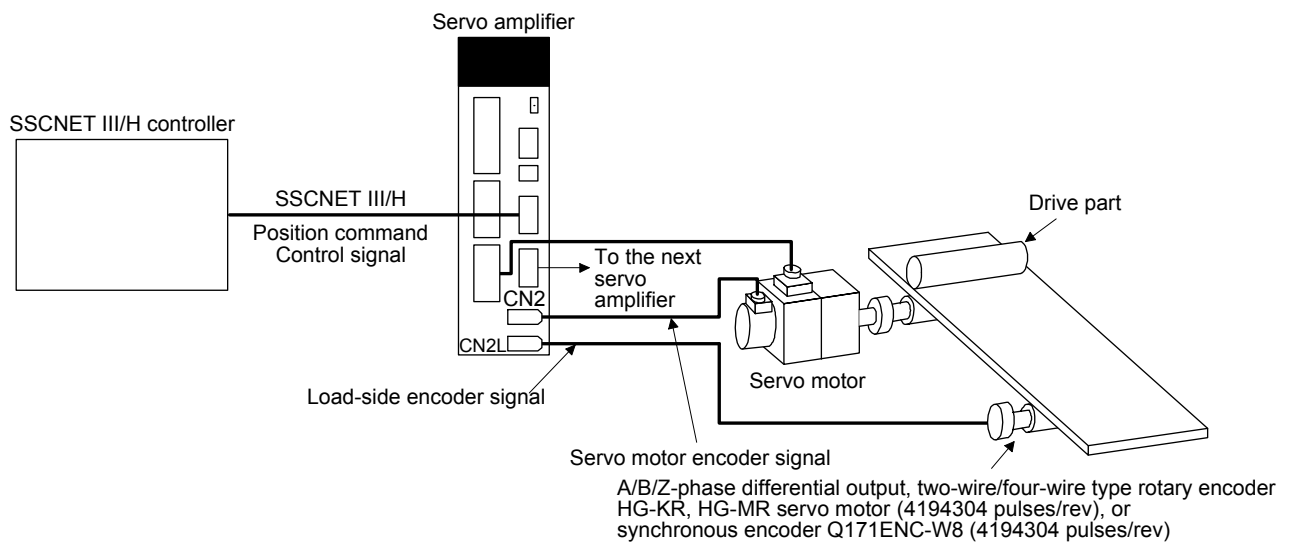 Servo amplifier
SSCNET III/H controller
SSCNET III/H
Position command
Control signal
To the next
servo
amplifier
CN2
CN2L
Drive part
Servo motor
Load-side encoder signal
Servo motor encoder signal
A/B/Z-phase differential output, two-wire/four-wire type rotary encoder
HG-KR, HG-MR servo motor (4194304 pulses/rev), or
synchronous encoder Q171ENC-W8 (4194304 pulses/rev)